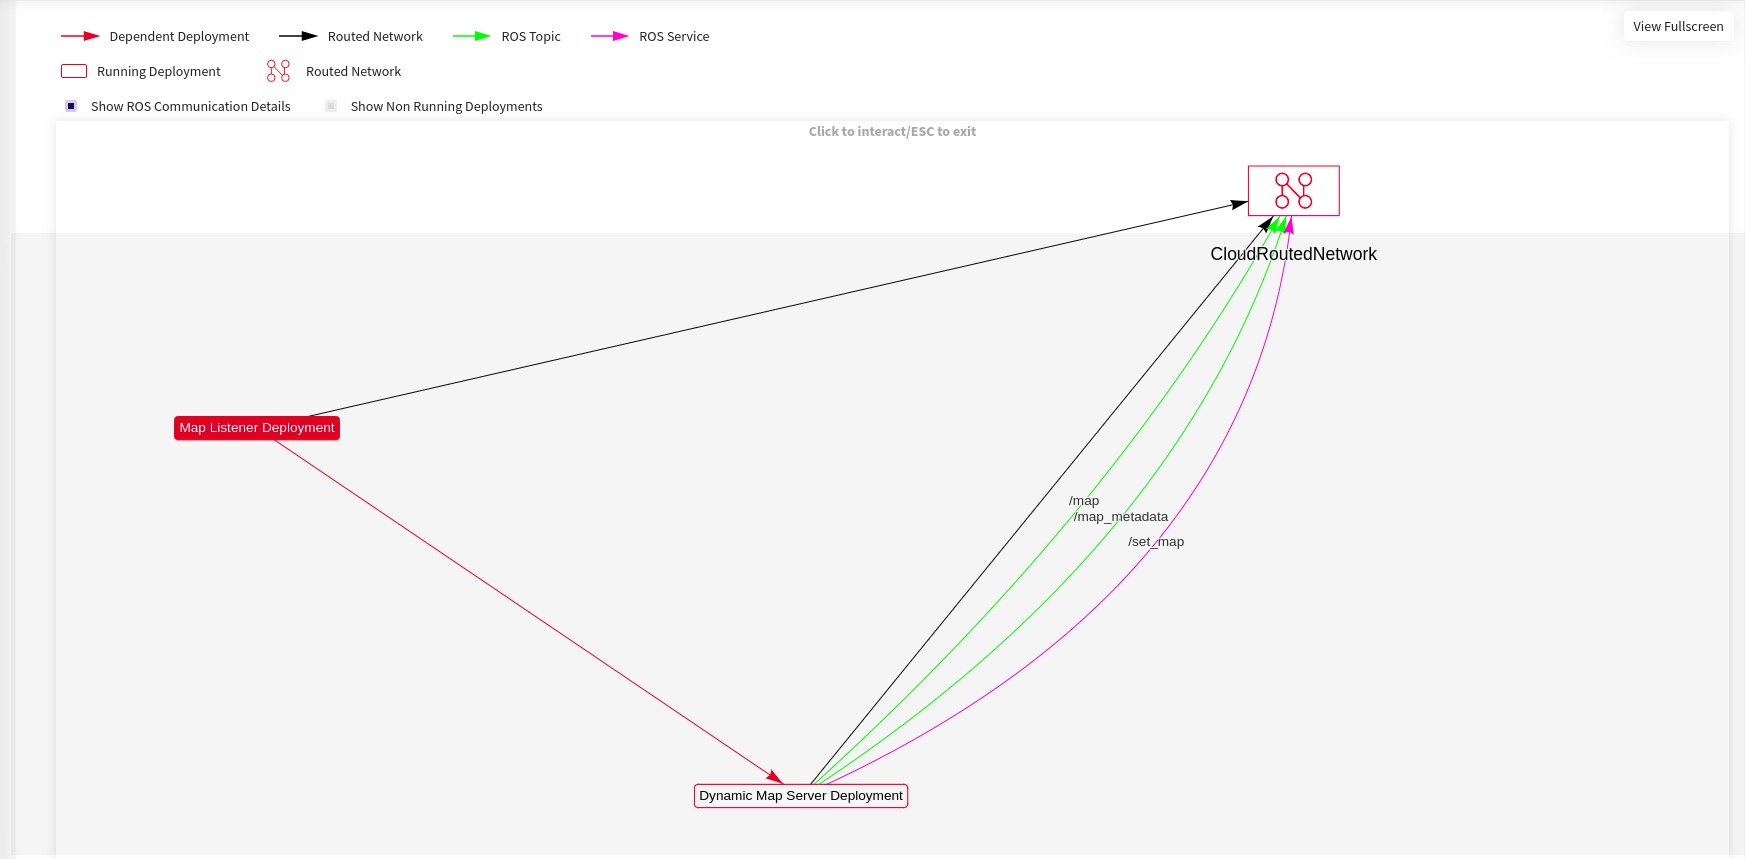 View Fullscreen
Dependent Deployment Routed Network ROS Topic ROS Service
Running Deployment Routed Network
Show ROS Communication Details Show Non Running Deployments
Click to interact/ESC to exit
CloudRoutedNetwork
Map Listener Deployment
/map
/map_metadata
/set_map
Dynamic Map Server Deployment